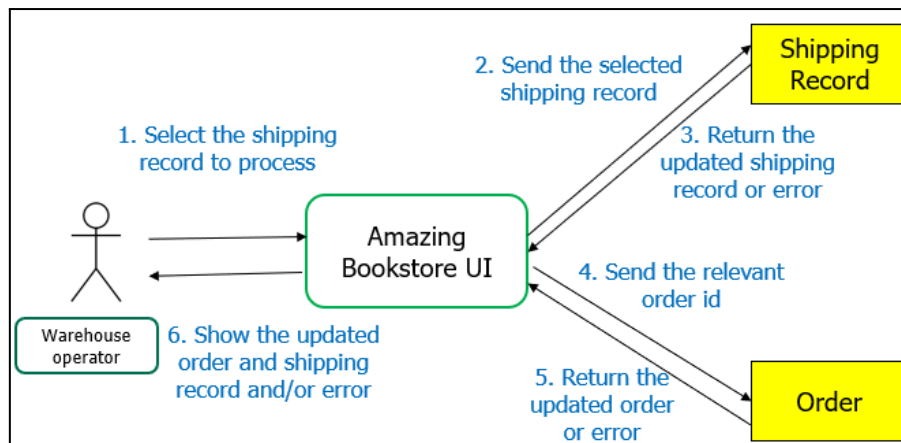 Shipping
Record
2. Send the selected
shipping record
1. Select the shipping
record to process
3. Return the
updated shipping
record or error
Amazing
Bookstore UI
4. Send the relevant
order id
Warehouse
operator
6. Show the updated
order and shipping
record and/or error
5. Return the
updated order
or error
Order